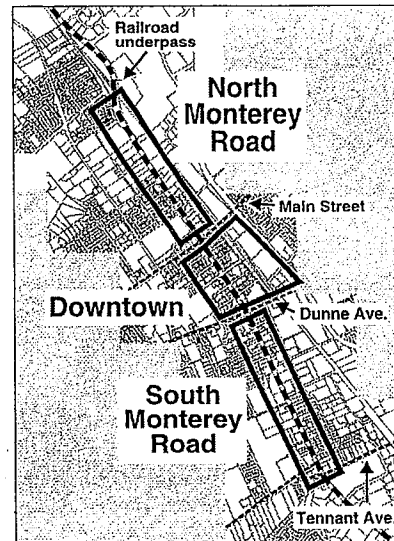 Railroad
underpass
North
Monterey
Road
Main Street
Downtown
Dunne Ave.
South
Monterey
Road
Tennant Ave.